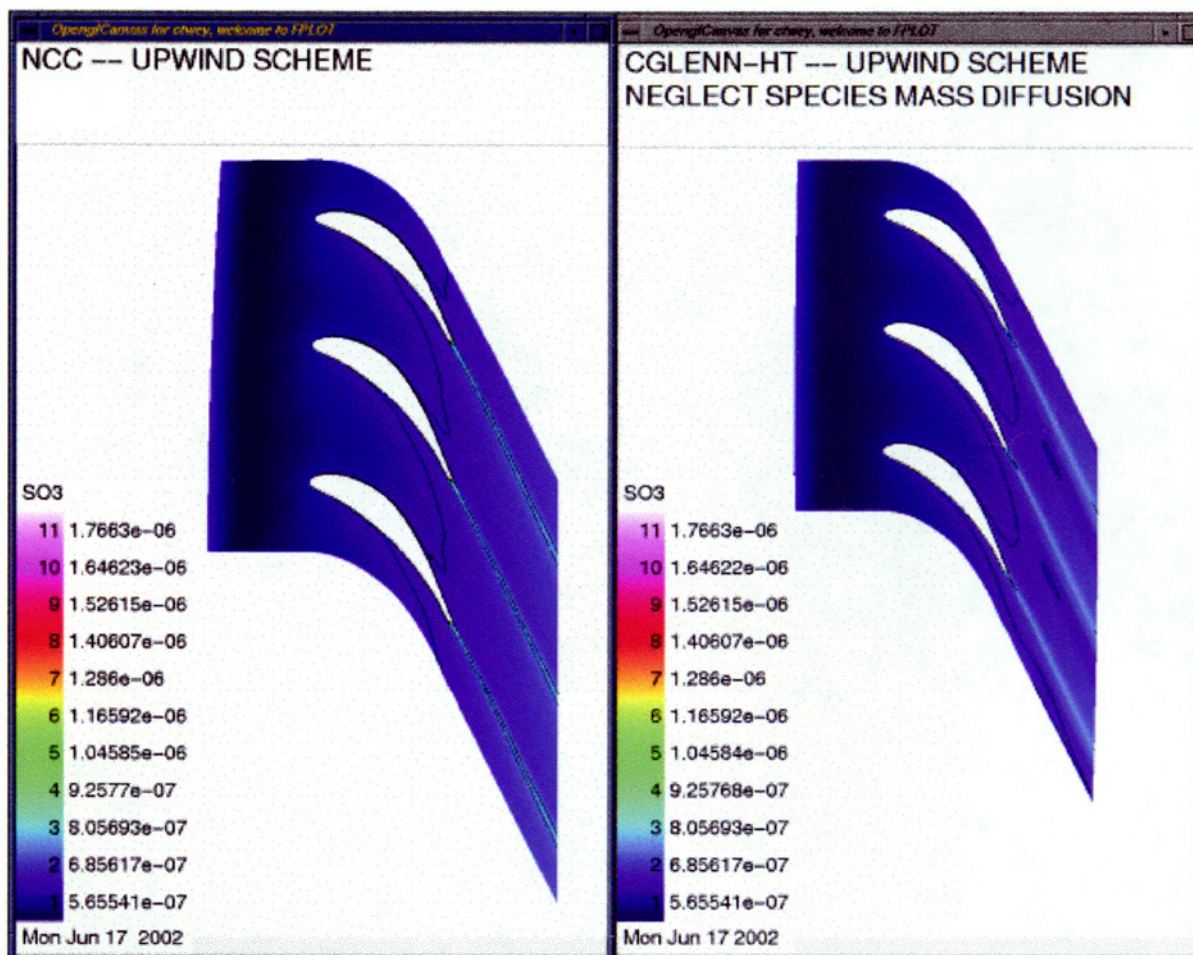 OpenglCanvas for ctwey, welcome to FPLOT
NCC -- UPWIND SCHEME
SO3
11 1.7663e-06
10 1.64623e-06
9 1.52615e-06
8 1.40607e-06
7 1.286e-06
6 1.16592e-06
5 1.04585e-06
4 9.2577e-07
3 8.05693e-07
2 6.85617e-07
1 5.65541e-07
Mon Jun 17 2002
OpenglCanvas for ctwey, welcome to FPLOT
CGLENN-HT -- UPWIND SCHEME
NEGLECT SPECIES MASS DIFFUSION
SO3
11 1.7663e-06
10 1.64622e-06
9 1.52615e-06
8 1.40607e-06
7 1.286e-06
6 1.16592e-06
5 1.04584e-06
4 9.25768e-07
3 8.05693e-07
2 6.85617e-07
1 5.65541e-07
Mon Jun 17 2002